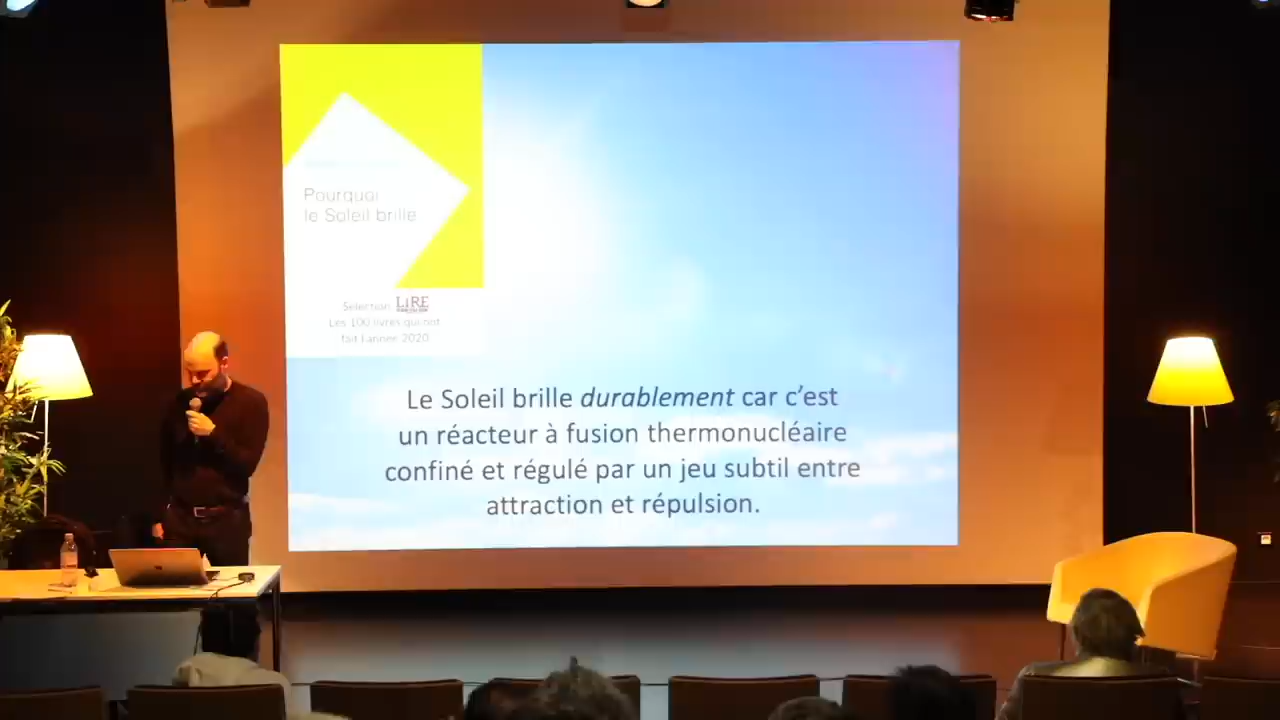 Pourquoi
le Soleil brille
Sélection LiRE
Les 100 livres qui ont
fait l'année 2020
Le Soleil brille durablement car c'est
un réacteur à fusion thermonucléaire
confiné et régulé par un jeu subtil entre
attraction et répulsion.